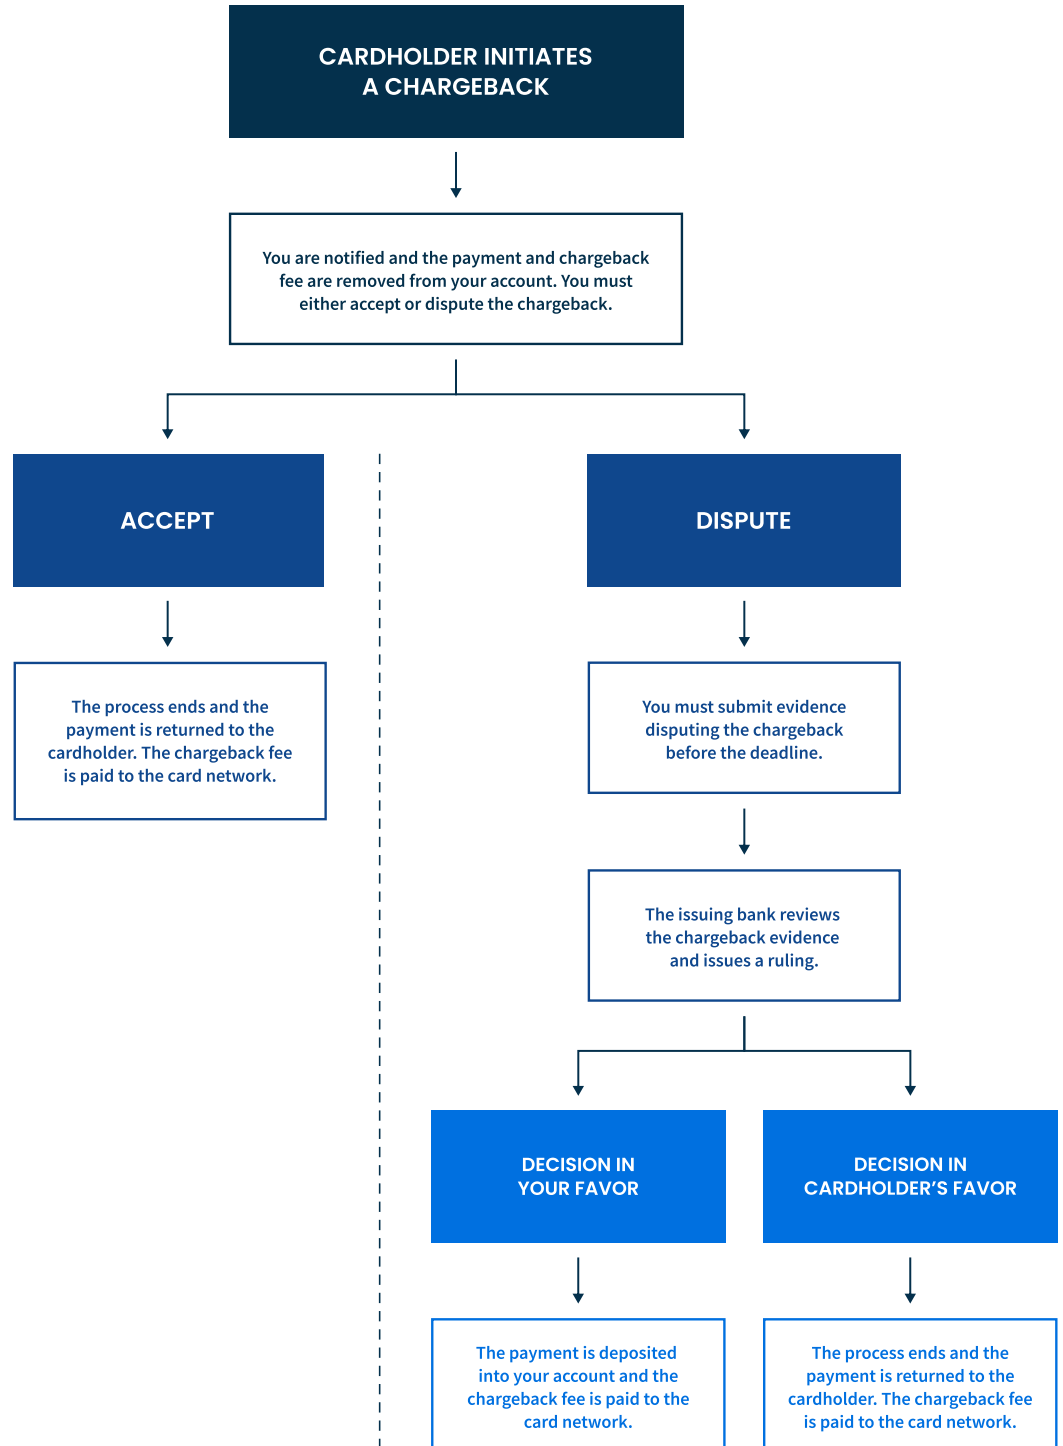 CARDHOLDER INITIATES
A CHARGEBACK
You are notified and the payment and chargeback
fee are removed from your account. You must
either accept or dispute the chargeback.
ACCEPT
DISPUTE
The process ends and the
payment is returned to the
cardholder. The chargeback fee
is paid to the card network.
You must submit evidence
disputing the chargeback
before the deadline.
The issuing bank reviews
the chargeback evidence
and issues a ruling.
DECISION IN
YOUR FAVOR
DECISION IN
CARDHOLDER’S FAVOR
The payment is deposited
into your account and the
chargeback fee is paid to the
card network.
The process ends and the
payment is returned to the
cardholder. The chargeback fee
is paid to the card network.